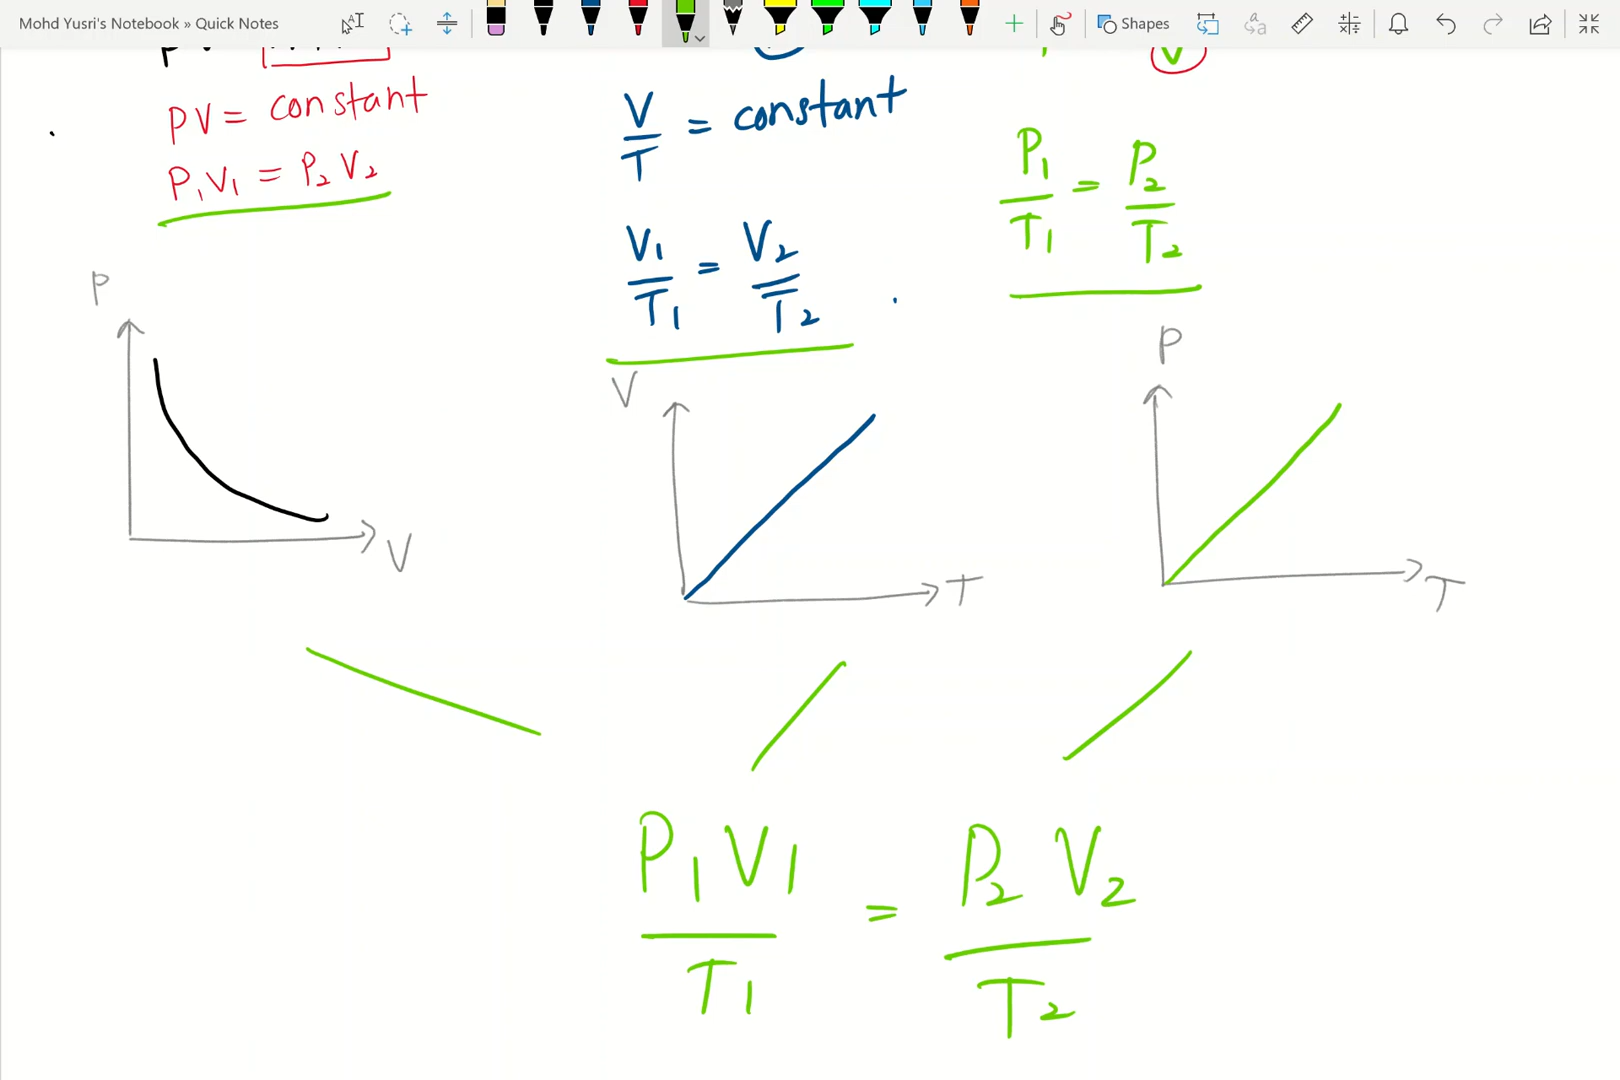 Mohd Yusri's Notebook » Quick Notes
Shapes
PV = constant
P₁V₁ = P₂V₂
P
V
V/T = constant
V₁/T₁ = V₂/T₂
V
T
P₁/T₁ = P₂/T₂
P
T
P₁V₁/T₁ = P₂V₂/T₂